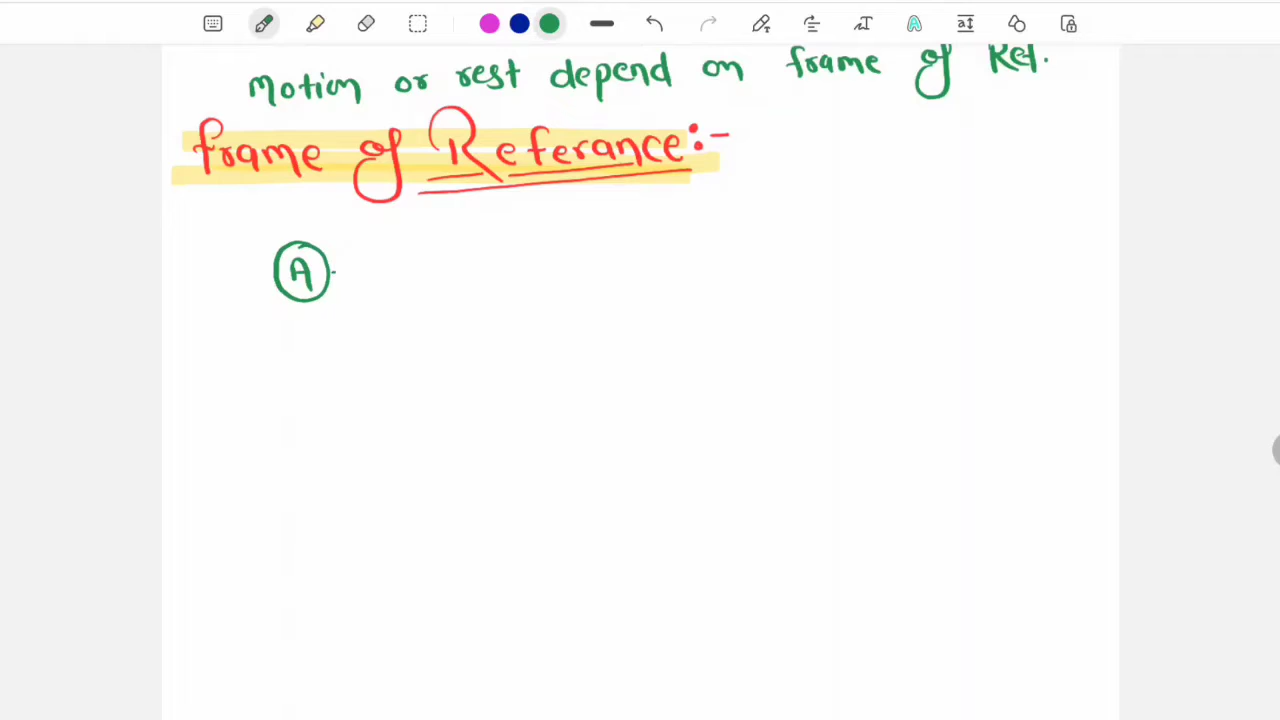 Motion or rest depend on frame of Ref.
frame of Referance:-
A